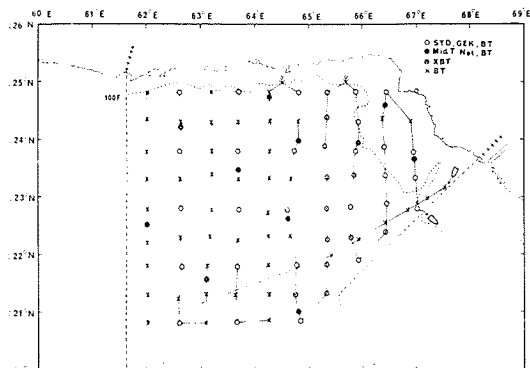 60 E 61°E 62°E 63°E 64°E 65°E 66°E 67°E 68°E 69°E
26
25 N
24 N
23 N
22 N
21 N
100F
O STD, GEK, BT
● Midt Net, BT
XBT
× BT